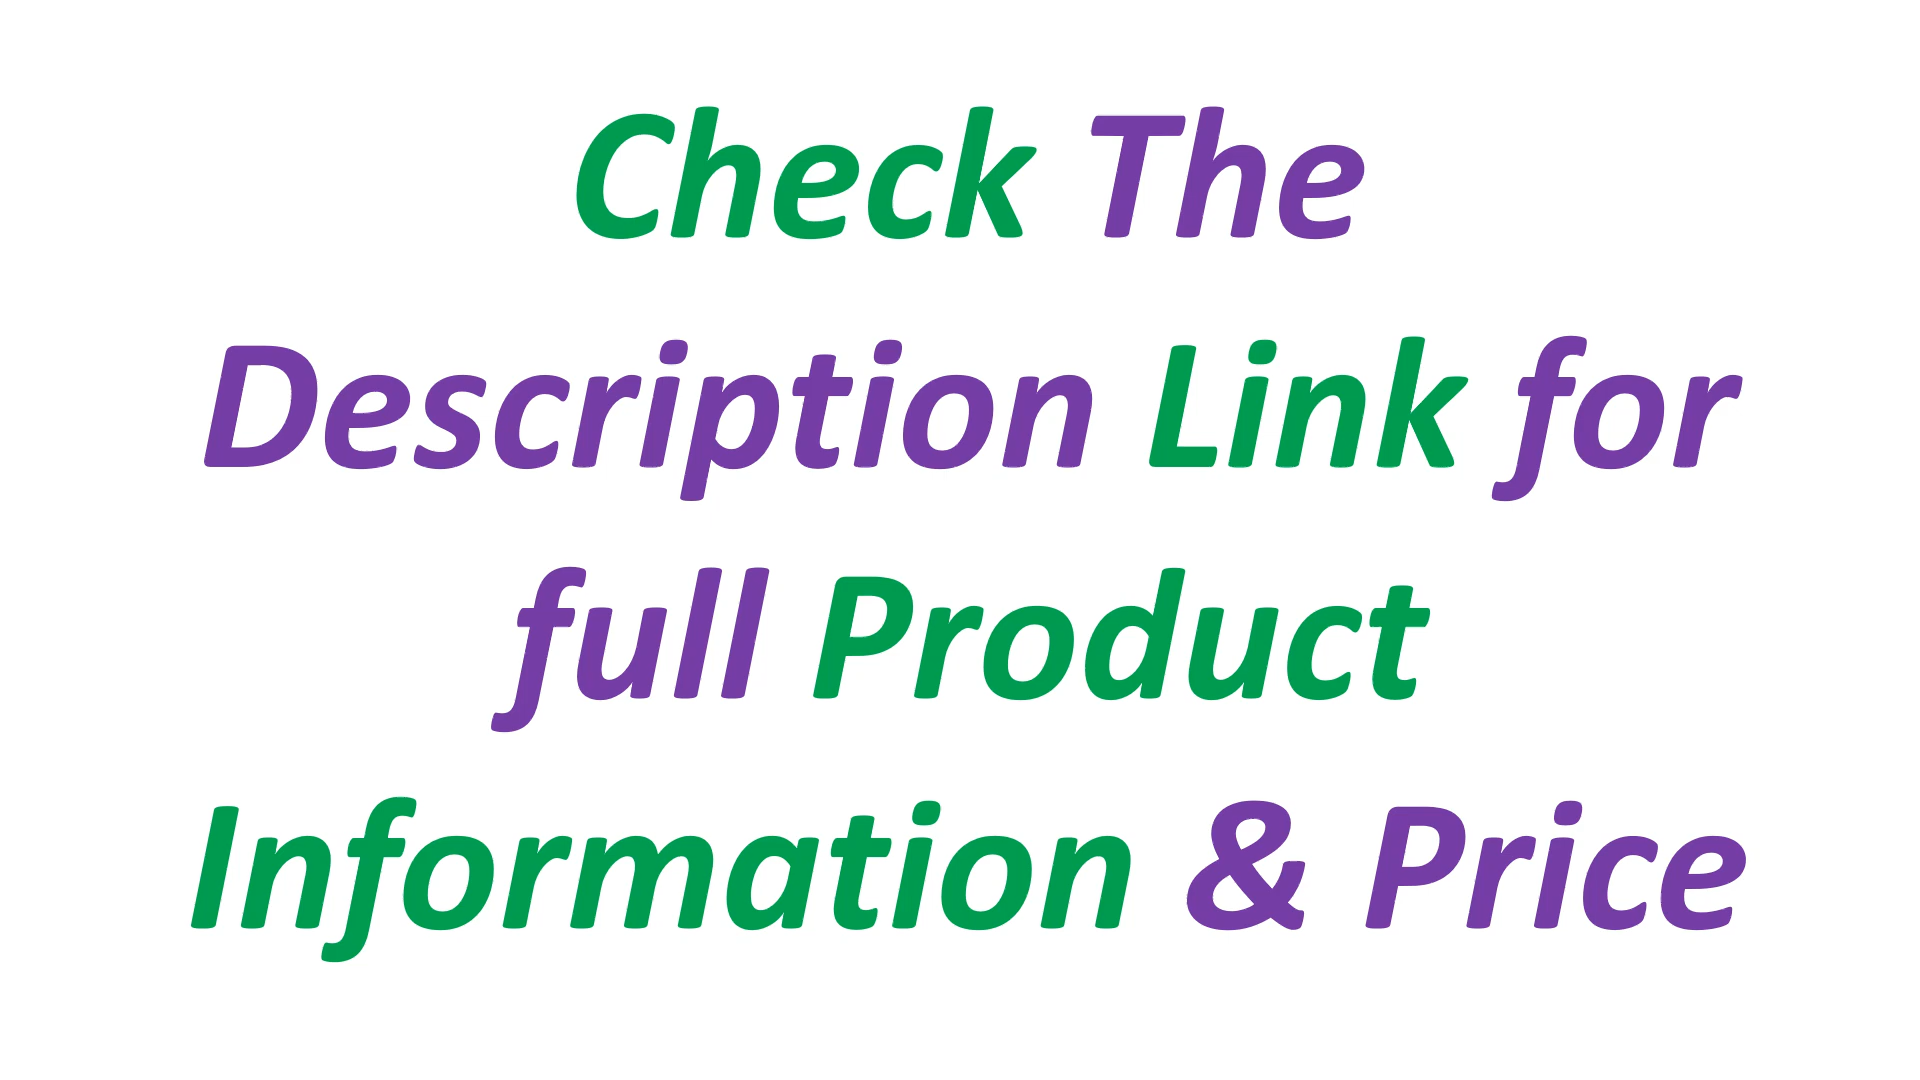 Check The
Description Link for
full Product
Information & Price